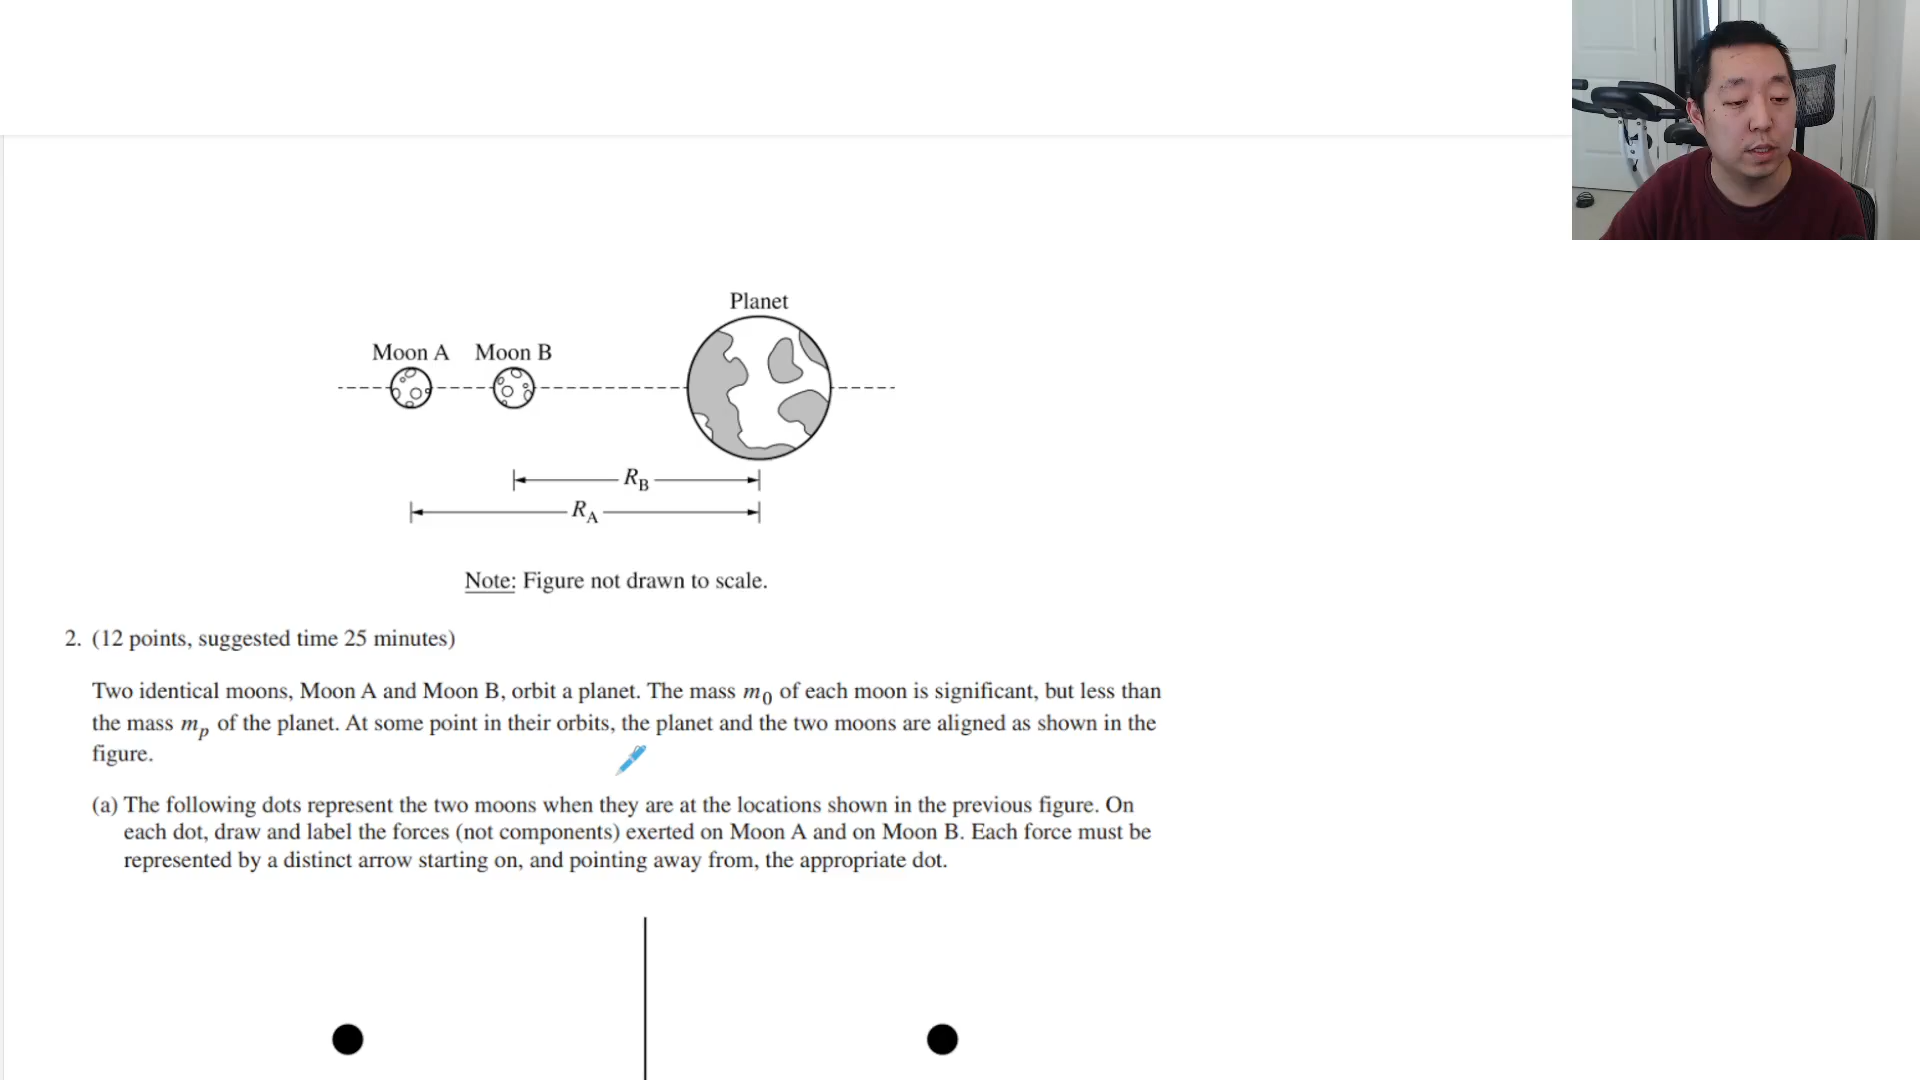 Planet
Moon A Moon B
R_B
R_A
Note: Figure not drawn to scale.
2. (12 points, suggested time 25 minutes)
Two identical moons, Moon A and Moon B, orbit a planet. The mass m_0 of each moon is significant, but less than
the mass m_p of the planet. At some point in their orbits, the planet and the two moons are aligned as shown in the
figure.
(a) The following dots represent the two moons when they are at the locations shown in the previous figure. On
each dot, draw and label the forces (not components) exerted on Moon A and on Moon B. Each force must be
represented by a distinct arrow starting on, and pointing away from, the appropriate dot.